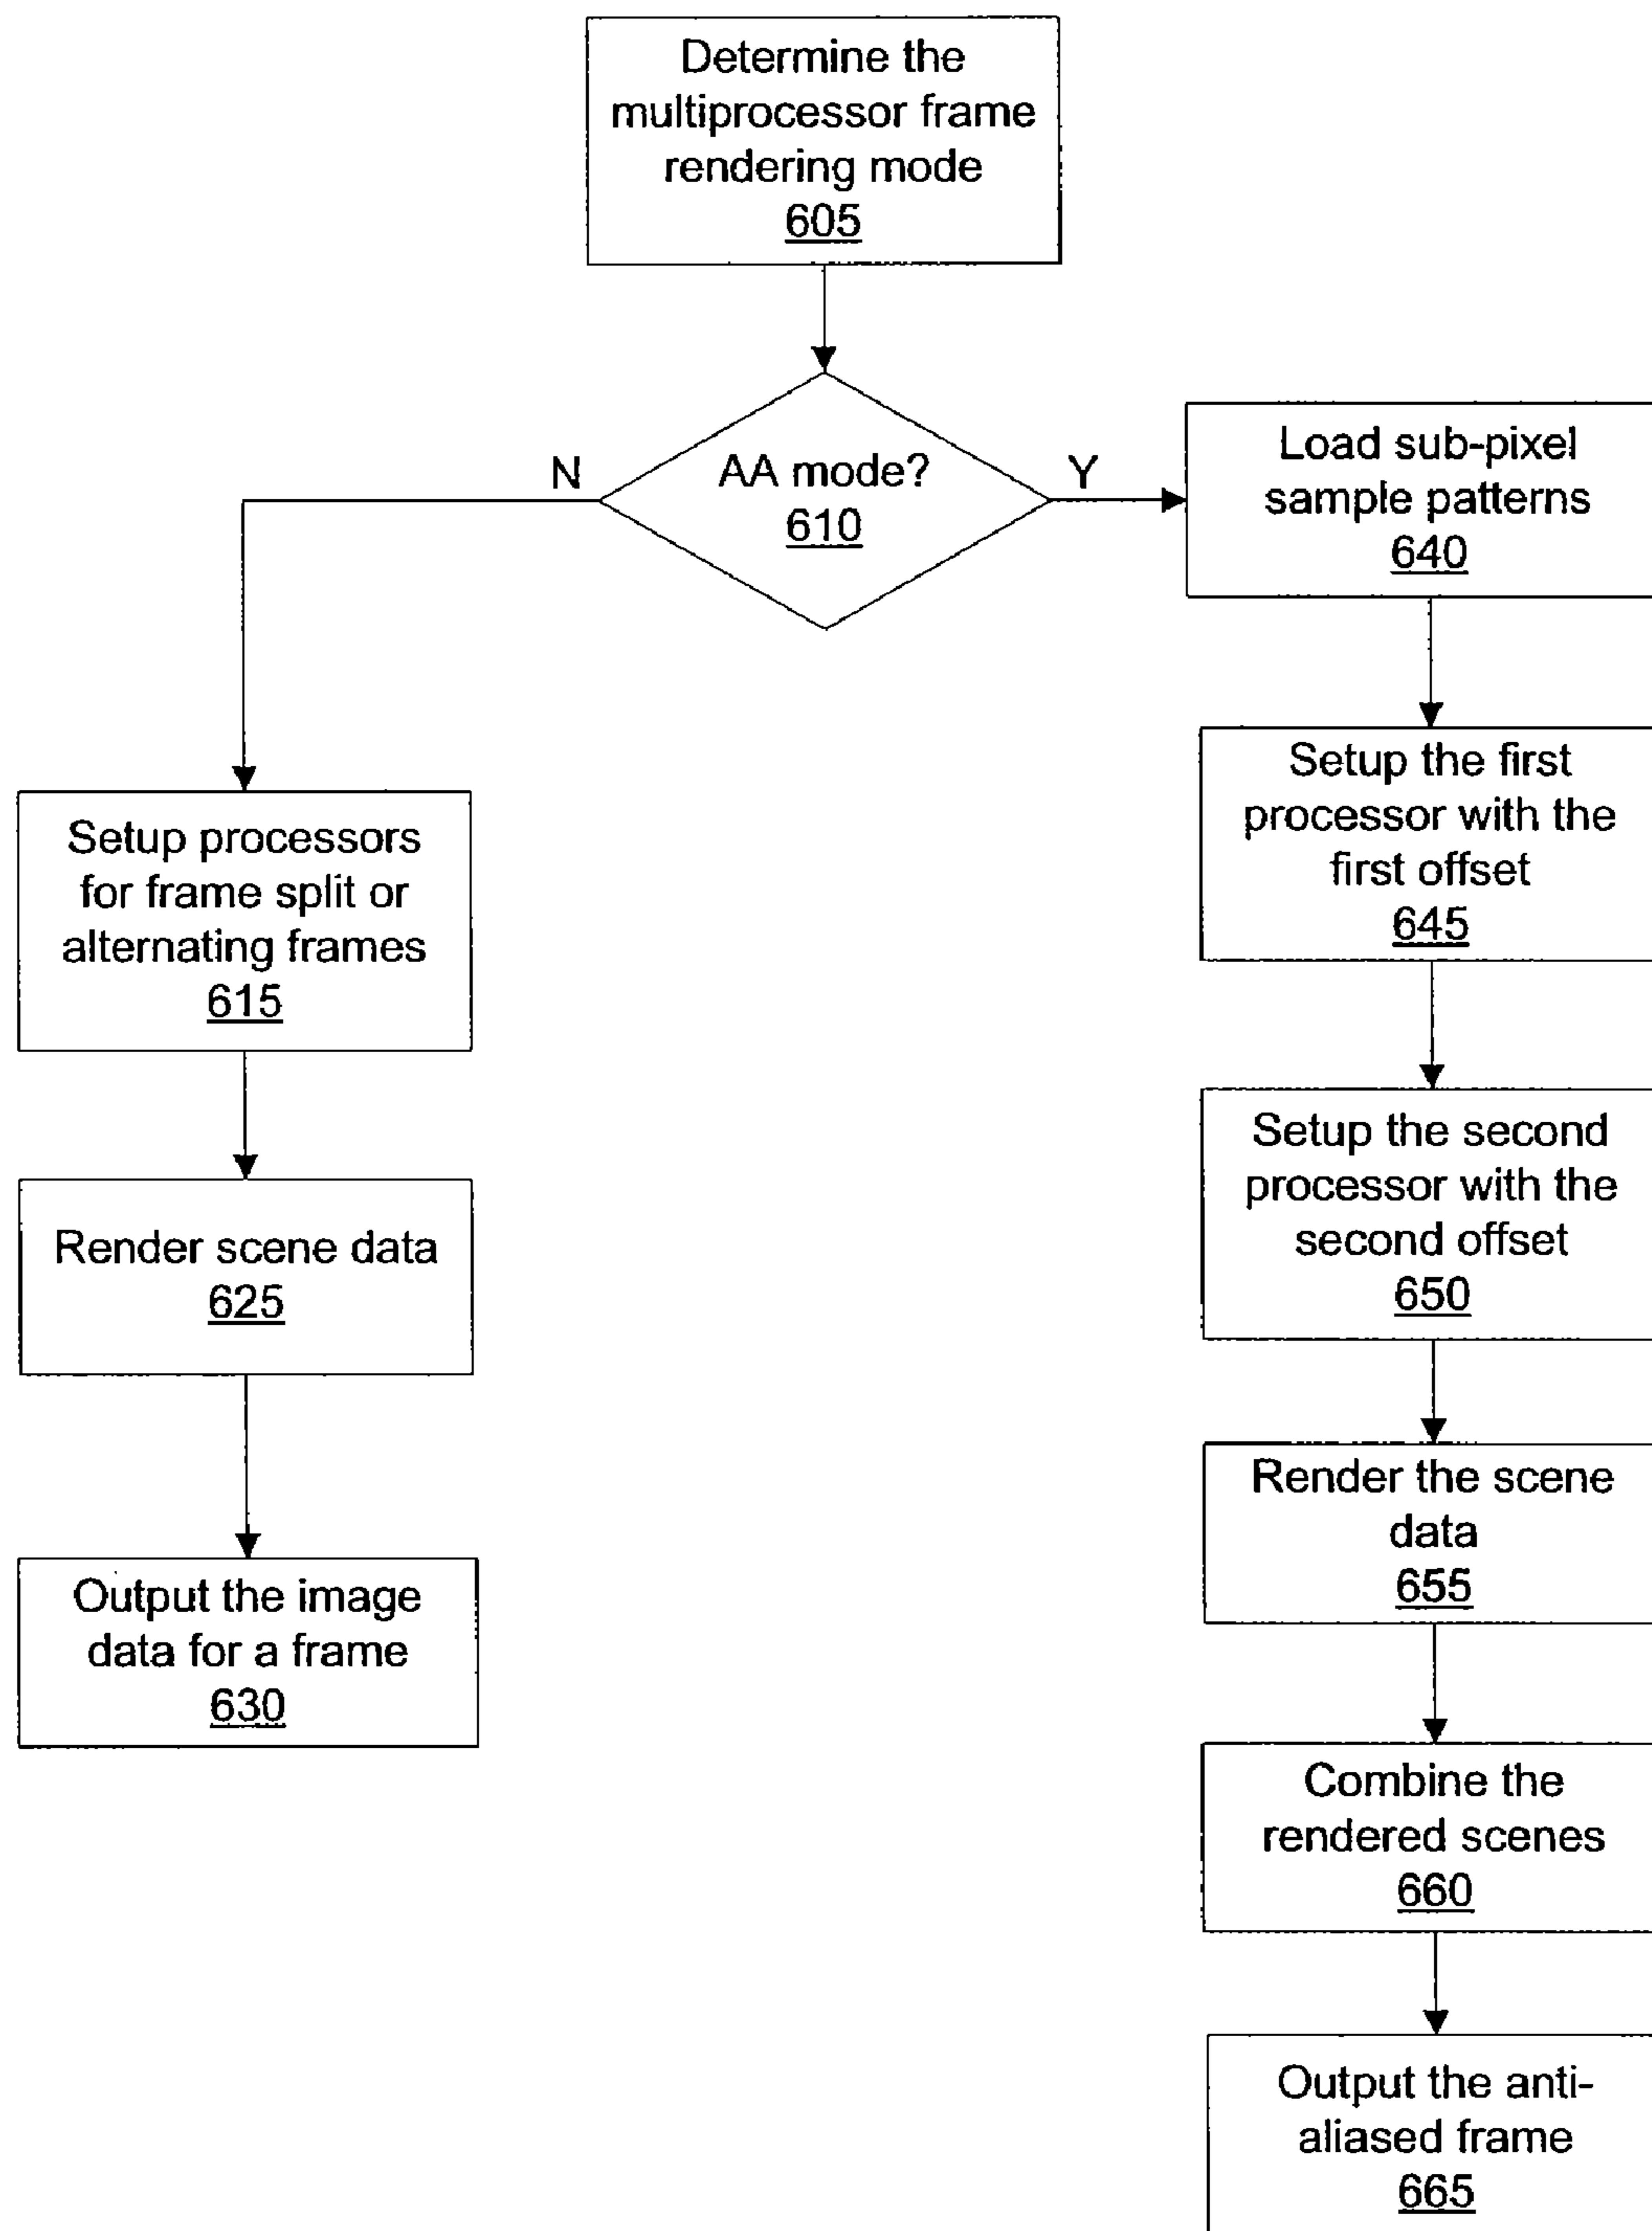 Determine the
multiprocessor frame
rendering mode
605
AA mode?
610
N
Y
Load sub-pixel
sample patterns
640
Setup the first
processor with the
first offset
645
Setup processors
for frame split or
alternating frames
615
Setup the second
processor with the
second offset
650
Render scene data
625
Render the scene
data
655
Output the image
data for a frame
630
Combine the
rendered scenes
660
Output the anti-
aliased frame
665